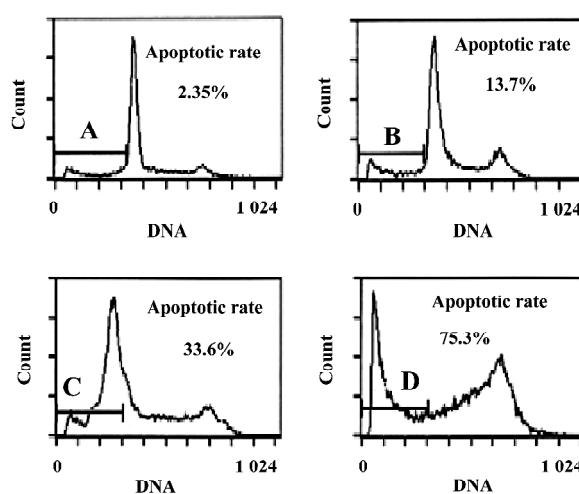 Apoptotic rate
2.35%
A
Count
0
1 024
DNA
Apoptotic rate
13.7%
B
Count
0
1 024
DNA
Apoptotic rate
33.6%
C
Count
0
1 024
DNA
Apoptotic rate
75.3%
D
Count
0
1 024
DNA